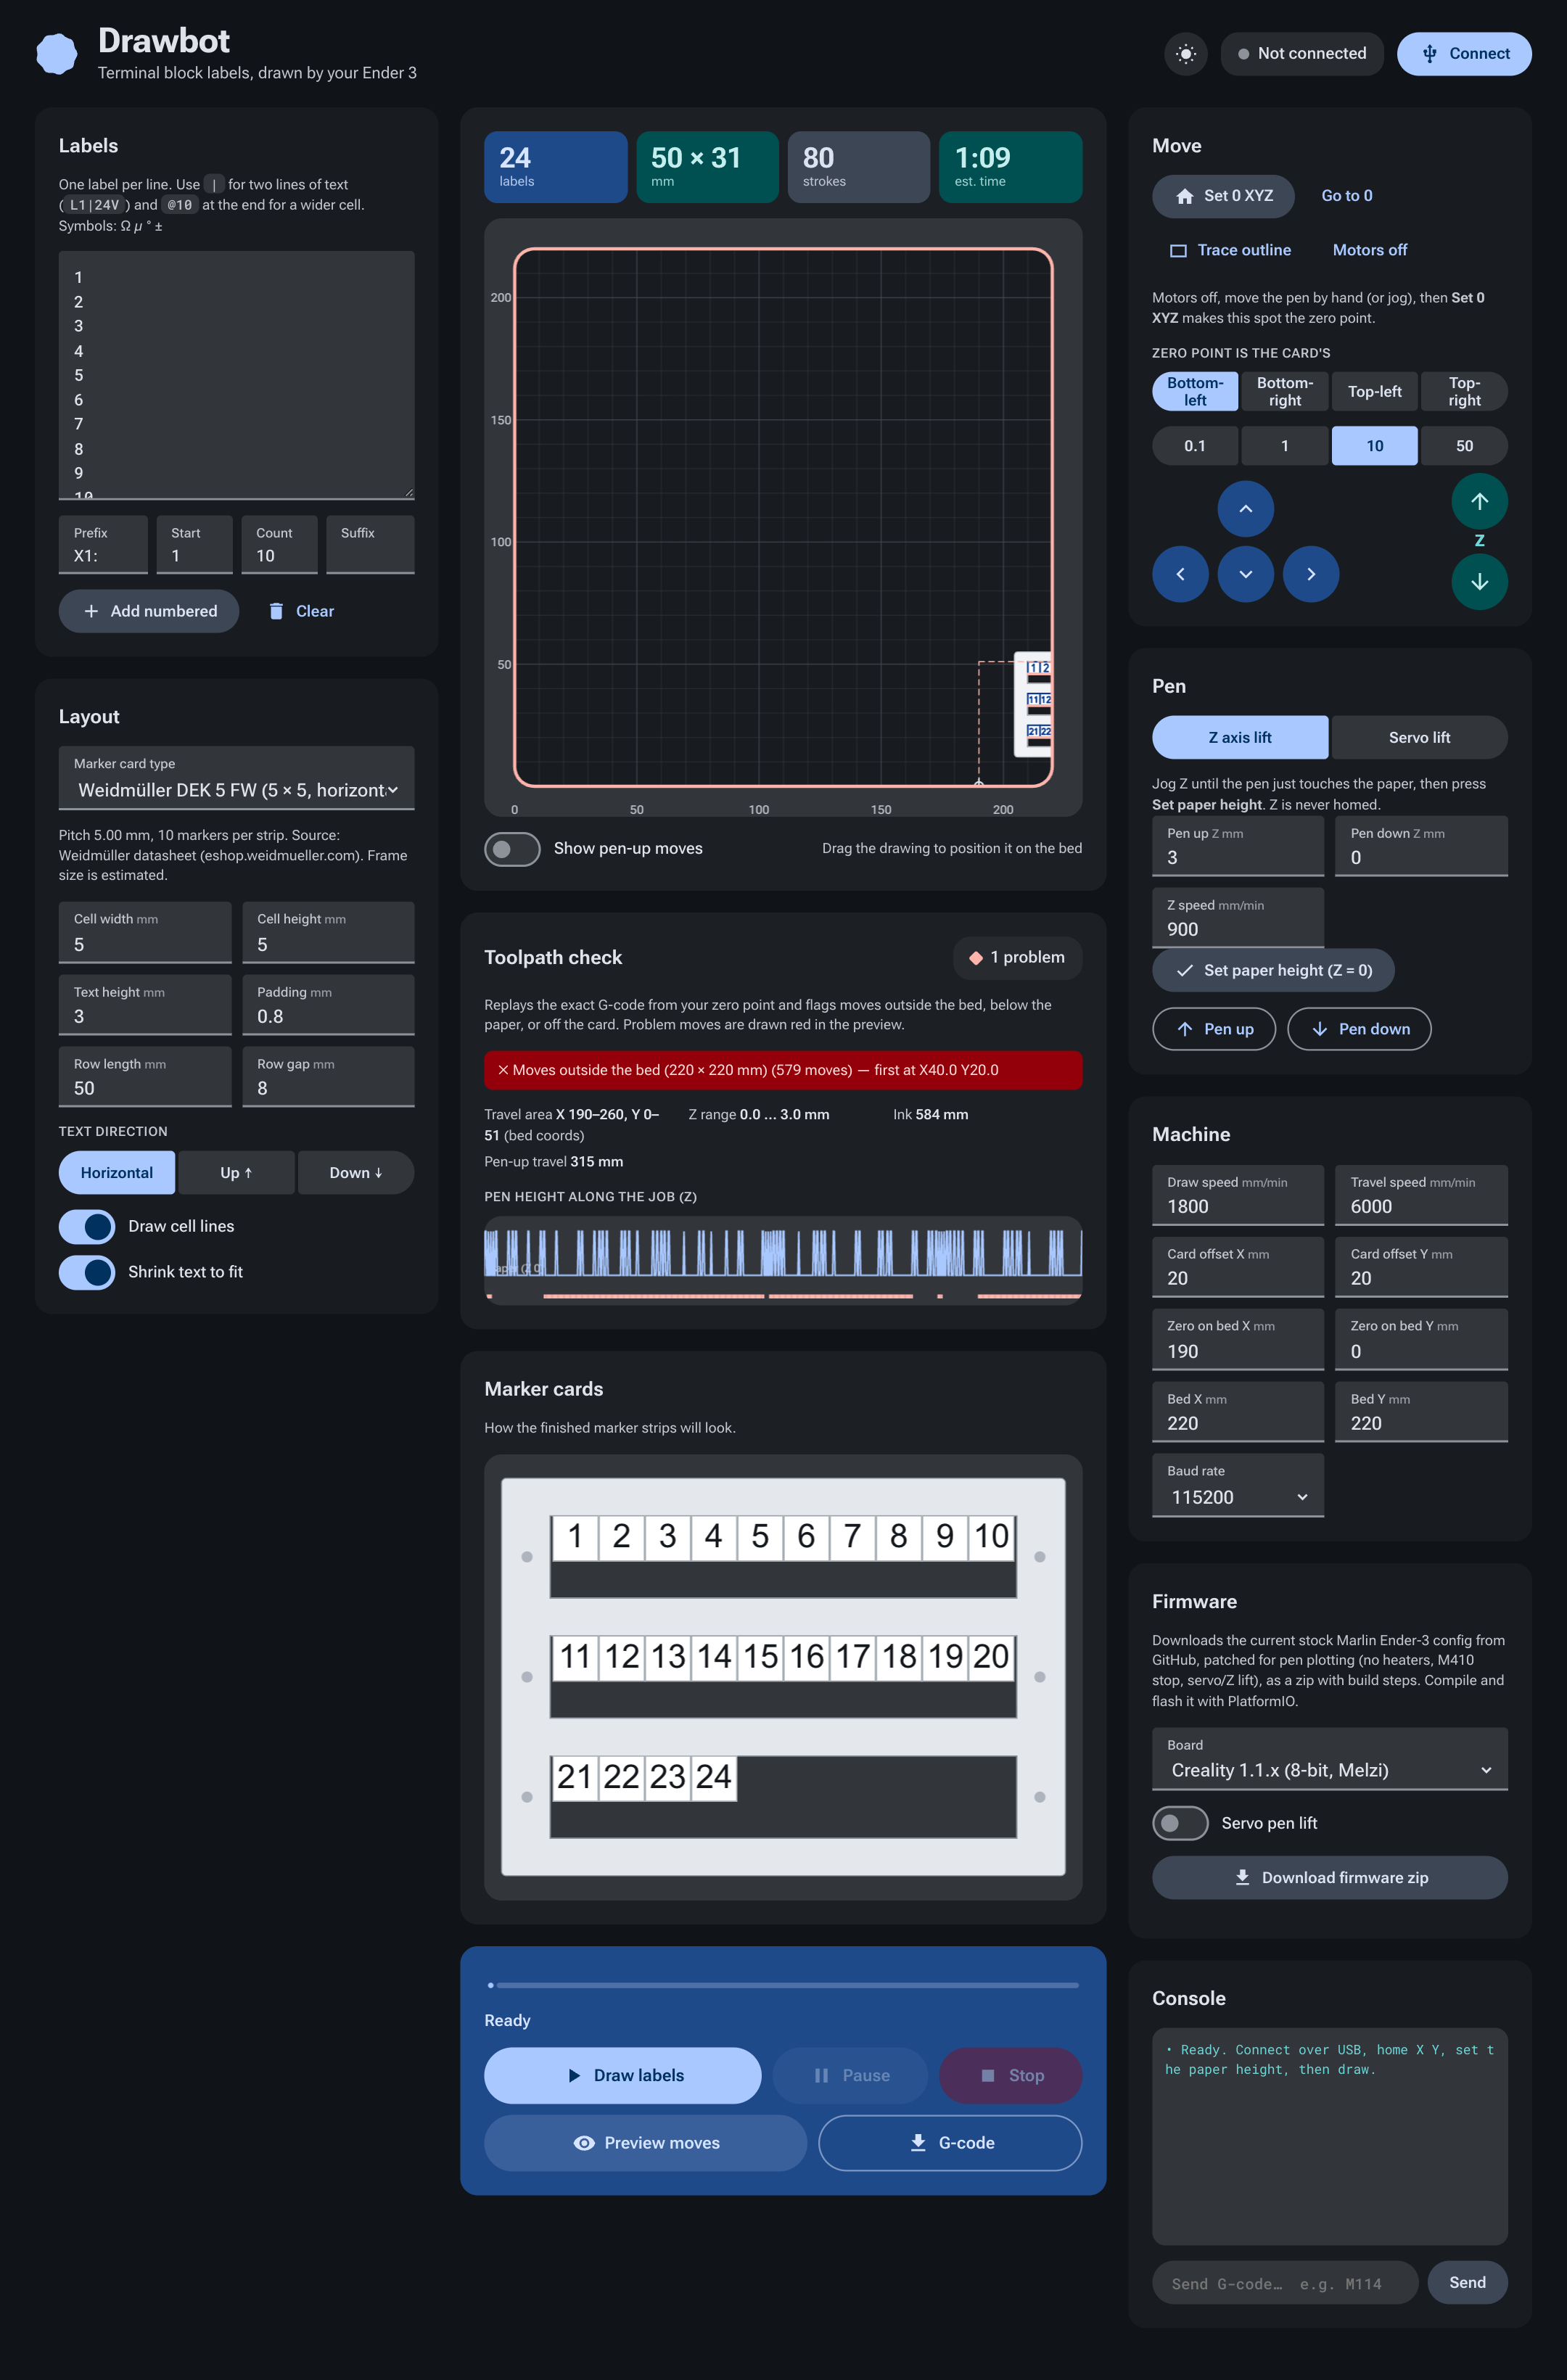 Drawbot
Terminal block labels, drawn by your Ender 3
Not connected
Connect
Labels
One label per line. Use | for two lines of text
(L1|24V) and @10 at the end for a wider cell.
Symbols: Ω µ ° ±
1
2
3
4
5
6
7
8
9
10
Prefix
X1:
Start
1
Count
10
Suffix
Add numbered
Clear
Layout
Marker card type
Weidmüller DEK 5 FW (5 × 5, horizont
Pitch 5.00 mm, 10 markers per strip. Source:
Weidmüller datasheet (eshop.weidmueller.com). Frame
size is estimated.
Cell width mm
5
Cell height mm
5
Text height mm
3
Padding mm
0.8
Row length mm
50
Row gap mm
8
TEXT DIRECTION
Horizontal
Up ↑
Down ↓
Draw cell lines
Shrink text to fit
24
labels
50 × 31
mm
80
strokes
1:09
est. time
200
150
100
50
1 2
11 12
21 22
0 50 100 150 200
Show pen-up moves
Drag the drawing to position it on the bed
Toolpath check
1 problem
Replays the exact G-code from your zero point and flags moves outside the bed, below the
paper, or off the card. Problem moves are drawn red in the preview.
✕ Moves outside the bed (220 × 220 mm) (579 moves) — first at X40.0 Y20.0
Travel area X 190–260, Y 0–
51 (bed coords)
Z range 0.0 … 3.0 mm
Ink 584 mm
Pen-up travel 315 mm
PEN HEIGHT ALONG THE JOB (Z)
paper (Z 0)
Marker cards
How the finished marker strips will look.
1 2 3 4 5 6 7 8 9 10
11 12 13 14 15 16 17 18 19 20
21 22 23 24
Ready
Draw labels
Pause
Stop
Preview moves
G-code
Move
Set 0 XYZ
Go to 0
Trace outline
Motors off
Motors off, move the pen by hand (or jog), then Set 0
XYZ makes this spot the zero point.
ZERO POINT IS THE CARD'S
Bottom-
left
Bottom-
right
Top-left
Top-
right
0.1
1
10
50
Z
Pen
Z axis lift
Servo lift
Jog Z until the pen just touches the paper, then press
Set paper height. Z is never homed.
Pen up Z mm
3
Pen down Z mm
0
Z speed mm/min
900
Set paper height (Z = 0)
Pen up
Pen down
Machine
Draw speed mm/min
1800
Travel speed mm/min
6000
Card offset X mm
20
Card offset Y mm
20
Zero on bed X mm
190
Zero on bed Y mm
0
Bed X mm
220
Bed Y mm
220
Baud rate
115200
Firmware
Downloads the current stock Marlin Ender-3 config from
GitHub, patched for pen plotting (no heaters, M410
stop, servo/Z lift), as a zip with build steps. Compile and
flash it with PlatformIO.
Board
Creality 1.1.x (8-bit, Melzi)
Servo pen lift
Download firmware zip
Console
• Ready. Connect over USB, home X Y, set t
he paper height, then draw.
Send G-code… e.g. M114
Send